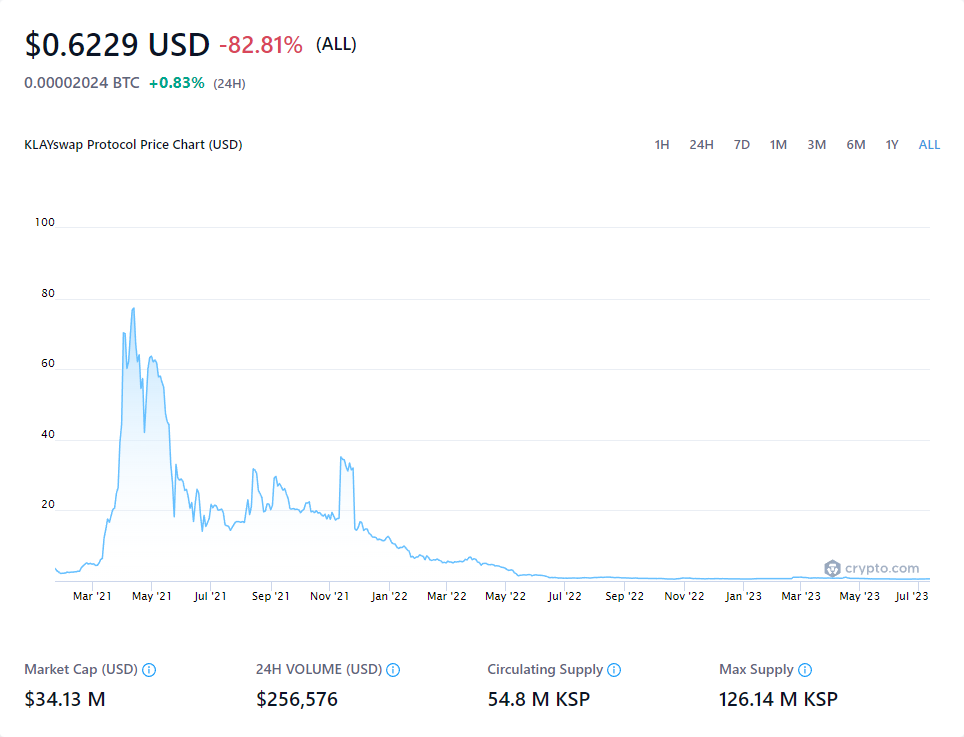 $0.6229 USD -82.81% (ALL)
0.00002024 BTC +0.83% (24H)
KLAYswap Protocol Price Chart (USD) 1H 24H 7D 1M 3M 6M 1Y ALL
100
80
60
40
20
crypto.com
Mar '21 May '21 Jul '21 Sep '21 Nov '21 Jan '22 Mar '22 May '22 Jul '22 Sep '22 Nov '22 Jan '23 Mar '23 May '23 Jul '23
Market Cap (USD) 24H VOLUME (USD) Circulating Supply Max Supply
$34.13 M $256,576 54.8 M KSP 126.14 M KSP